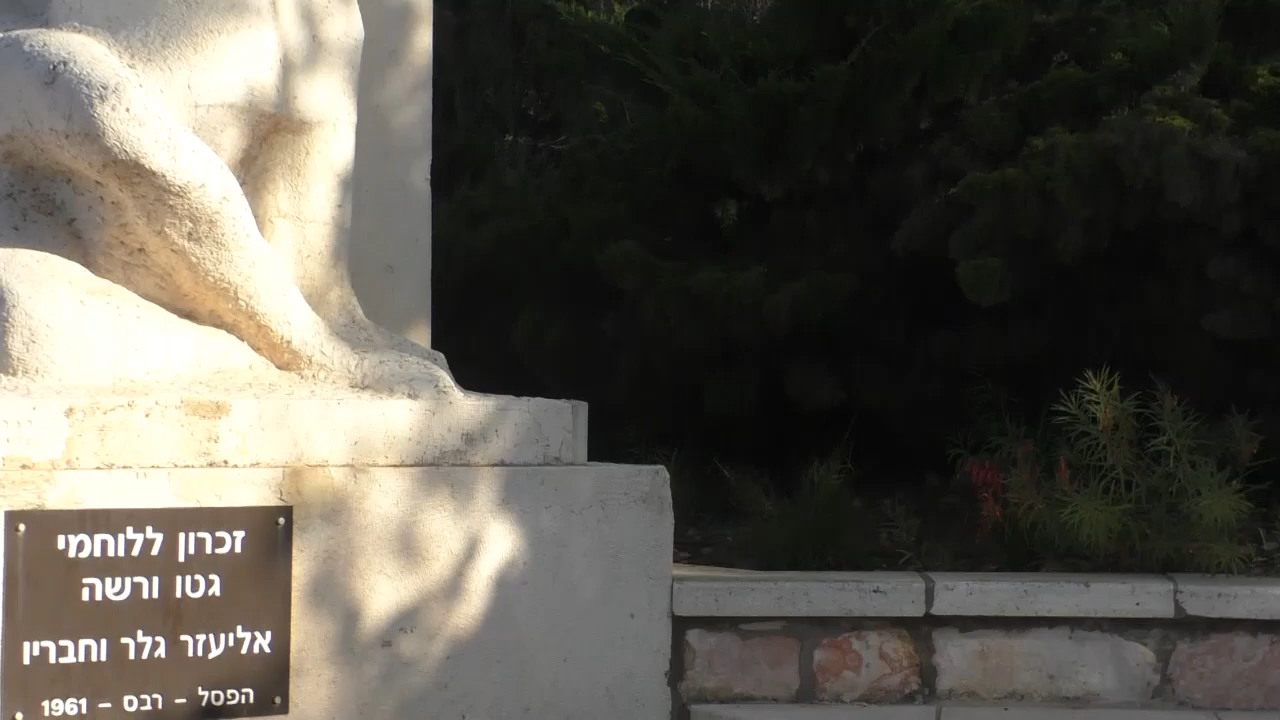 זכרון ללוחמי
גטו ורשה
אליעזר גלר וחבריו
הפסל – רבס – 1961